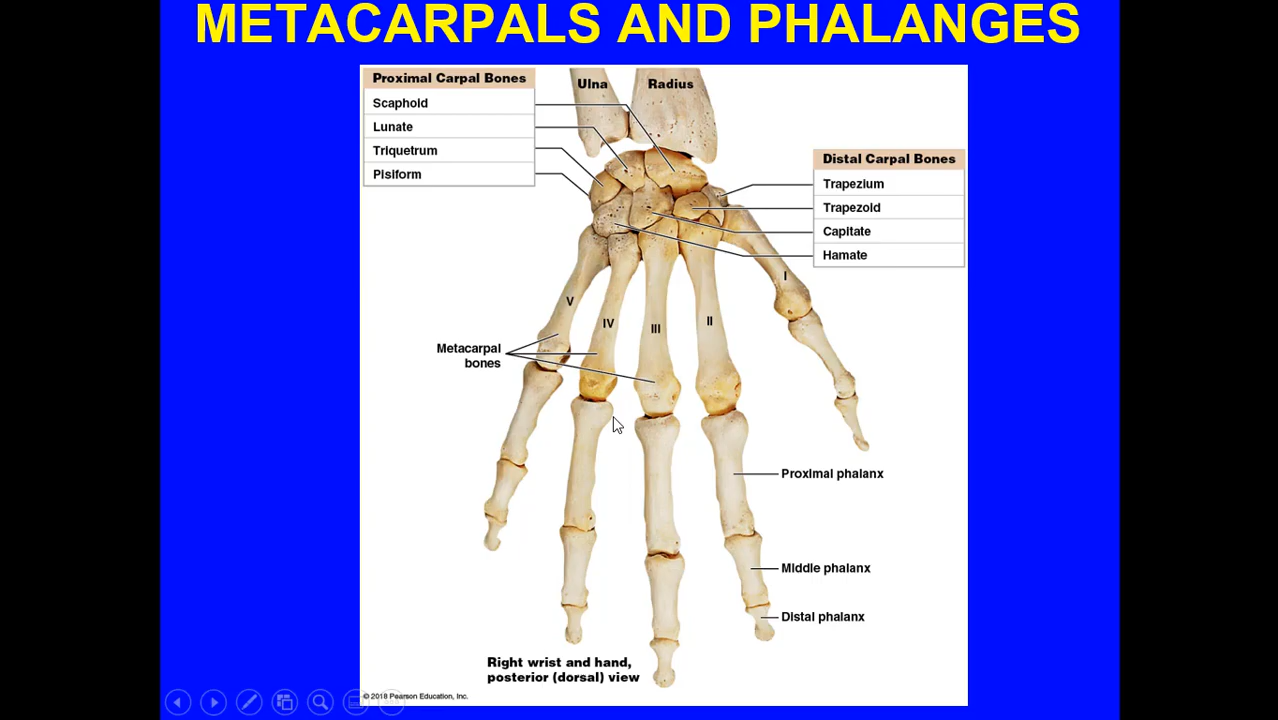 METACARPALS AND PHALANGES
Proximal Carpal Bones
Scaphoid
Lunate
Triquetrum
Pisiform
Ulna
Radius
Distal Carpal Bones
Trapezium
Trapezoid
Capitate
Hamate
I
V
IV
III
II
Metacarpal
bones
Proximal phalanx
Middle phalanx
Distal phalanx
Right wrist and hand,
posterior (dorsal) view
© 2018 Pearson Education, Inc.